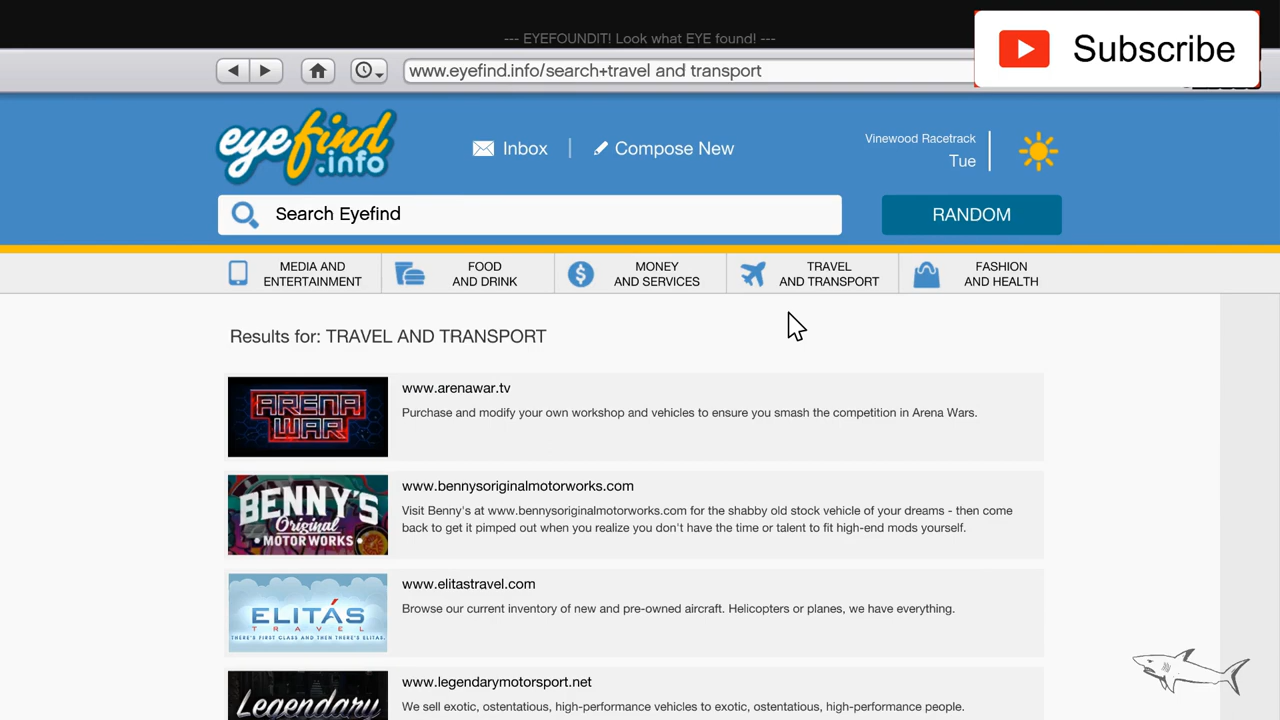 --- EYEFOUNDIT! Look what EYE found! ---
Subscribe
www.eyefind.info/search+travel and transport
eyefind
.info
Inbox
Compose New
Vinewood Racetrack
Tue
Search Eyefind
RANDOM
MEDIA AND
ENTERTAINMENT
FOOD
AND DRINK
MONEY
AND SERVICES
TRAVEL
AND TRANSPORT
FASHION
AND HEALTH
Results for: TRAVEL AND TRANSPORT
ARENA
WAR
www.arenawar.tv
Purchase and modify your own workshop and vehicles to ensure you smash the competition in Arena Wars.
BENNY'S
Original
MOTOR WORKS
www.bennysoriginalmotorworks.com
Visit Benny's at www.bennysoriginalmotorworks.com for the shabby old stock vehicle of your dreams - then come
back to get it pimped out when you realize you don't have the time or talent to fit high-end mods yourself.
ELITÁS
TRAVEL
THERE'S FIRST CLASS AND THEN THERE'S ELITAS.
www.elitastravel.com
Browse our current inventory of new and pre-owned aircraft. Helicopters or planes, we have everything.
Legendary
www.legendarymotorsport.net
We sell exotic, ostentatious, high-performance vehicles to exotic, ostentatious, high-performance people.